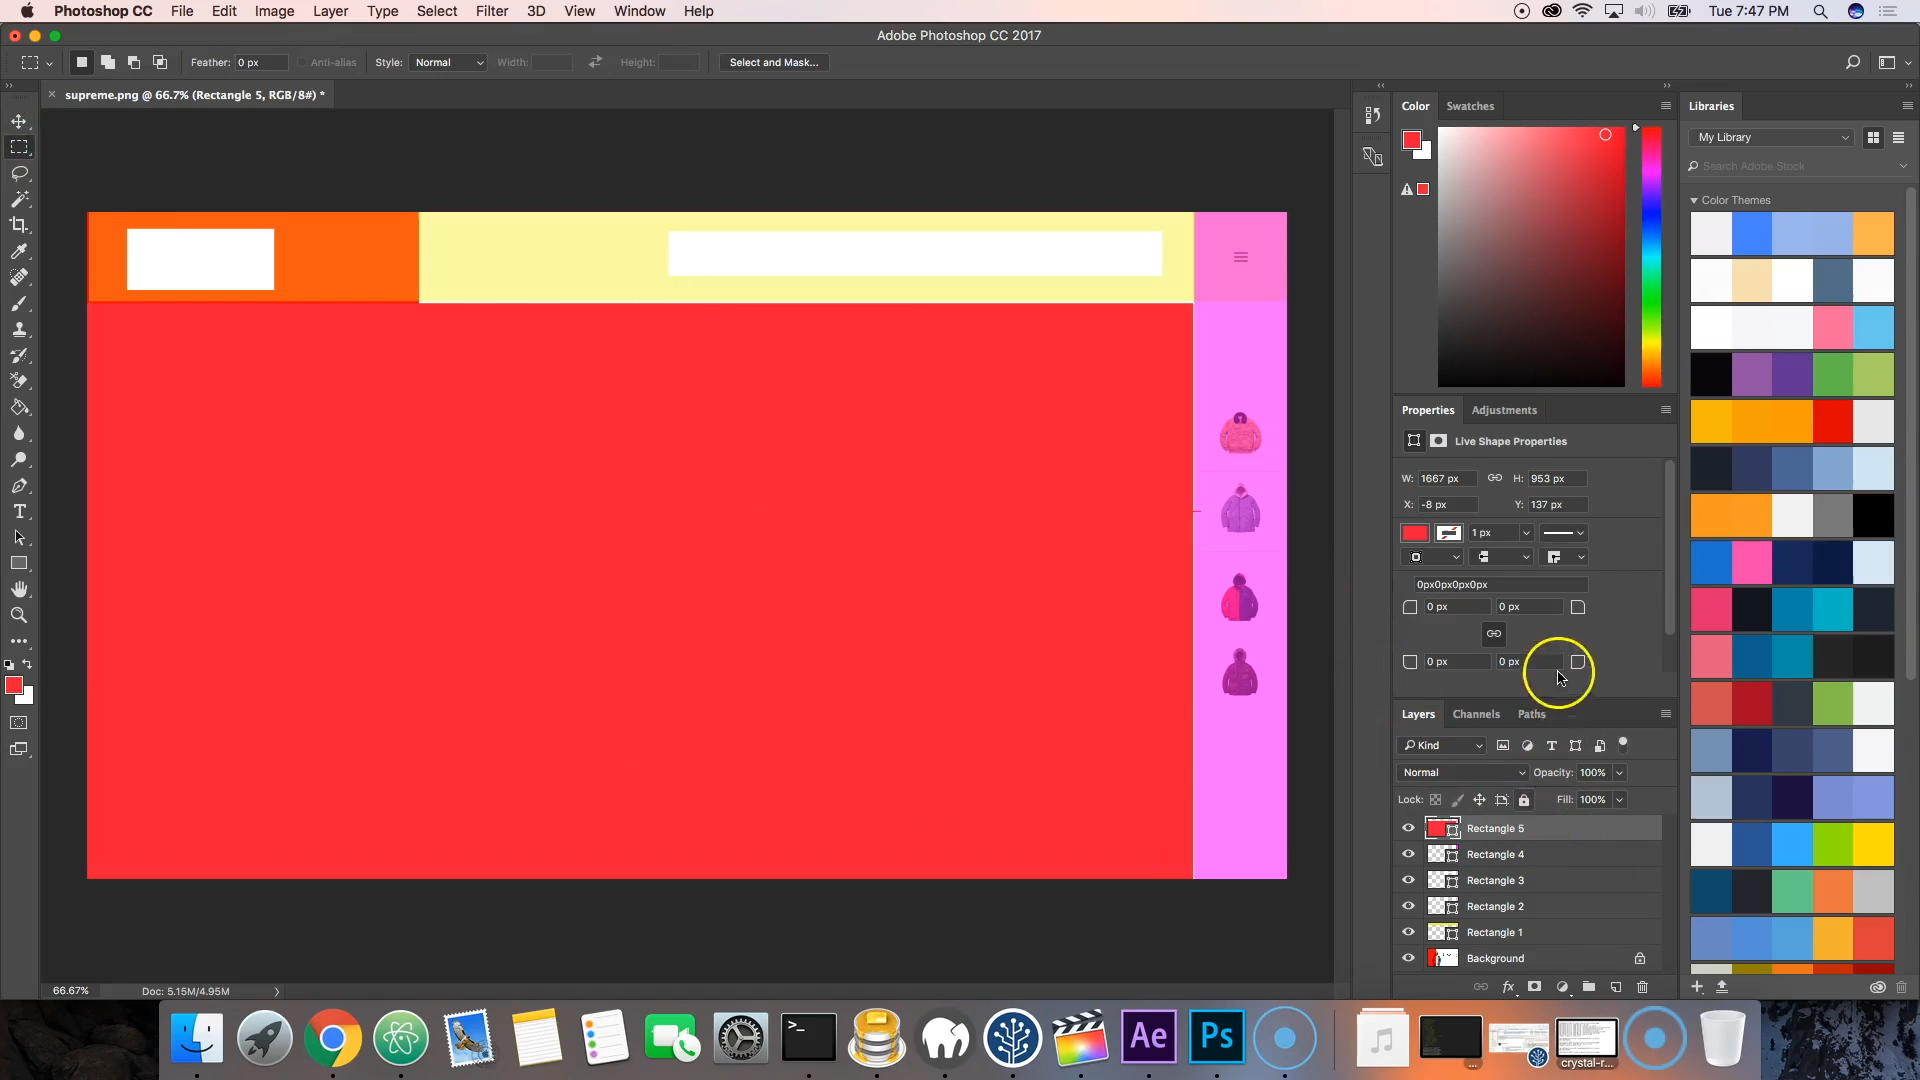 Photoshop CC File Edit Image Layer Type Select Filter 3D View Window Help Tue 7:47 PM
Adobe Photoshop CC 2017
Feather: 0 px Anti-alias Style: Normal Width: Height: Select and Mask...
supreme.png @ 66.7% (Rectangle 5, RGB/8#) *
Color Swatches
Libraries
My Library
Search Adobe Stock
Color Themes
Properties Adjustments
Live Shape Properties
W: 1667 px H: 953 px
X: -8 px Y: 137 px
1 px
0px0px0px0px
0 px 0 px
0 px 0 px
Layers Channels Paths
Kind
Normal Opacity: 100%
Lock: Fill: 100%
Rectangle 5
Rectangle 4
Rectangle 3
Rectangle 2
Rectangle 1
Background
66.67% Doc: 5.15M/4.95M
Ae Ps
crystal-r...